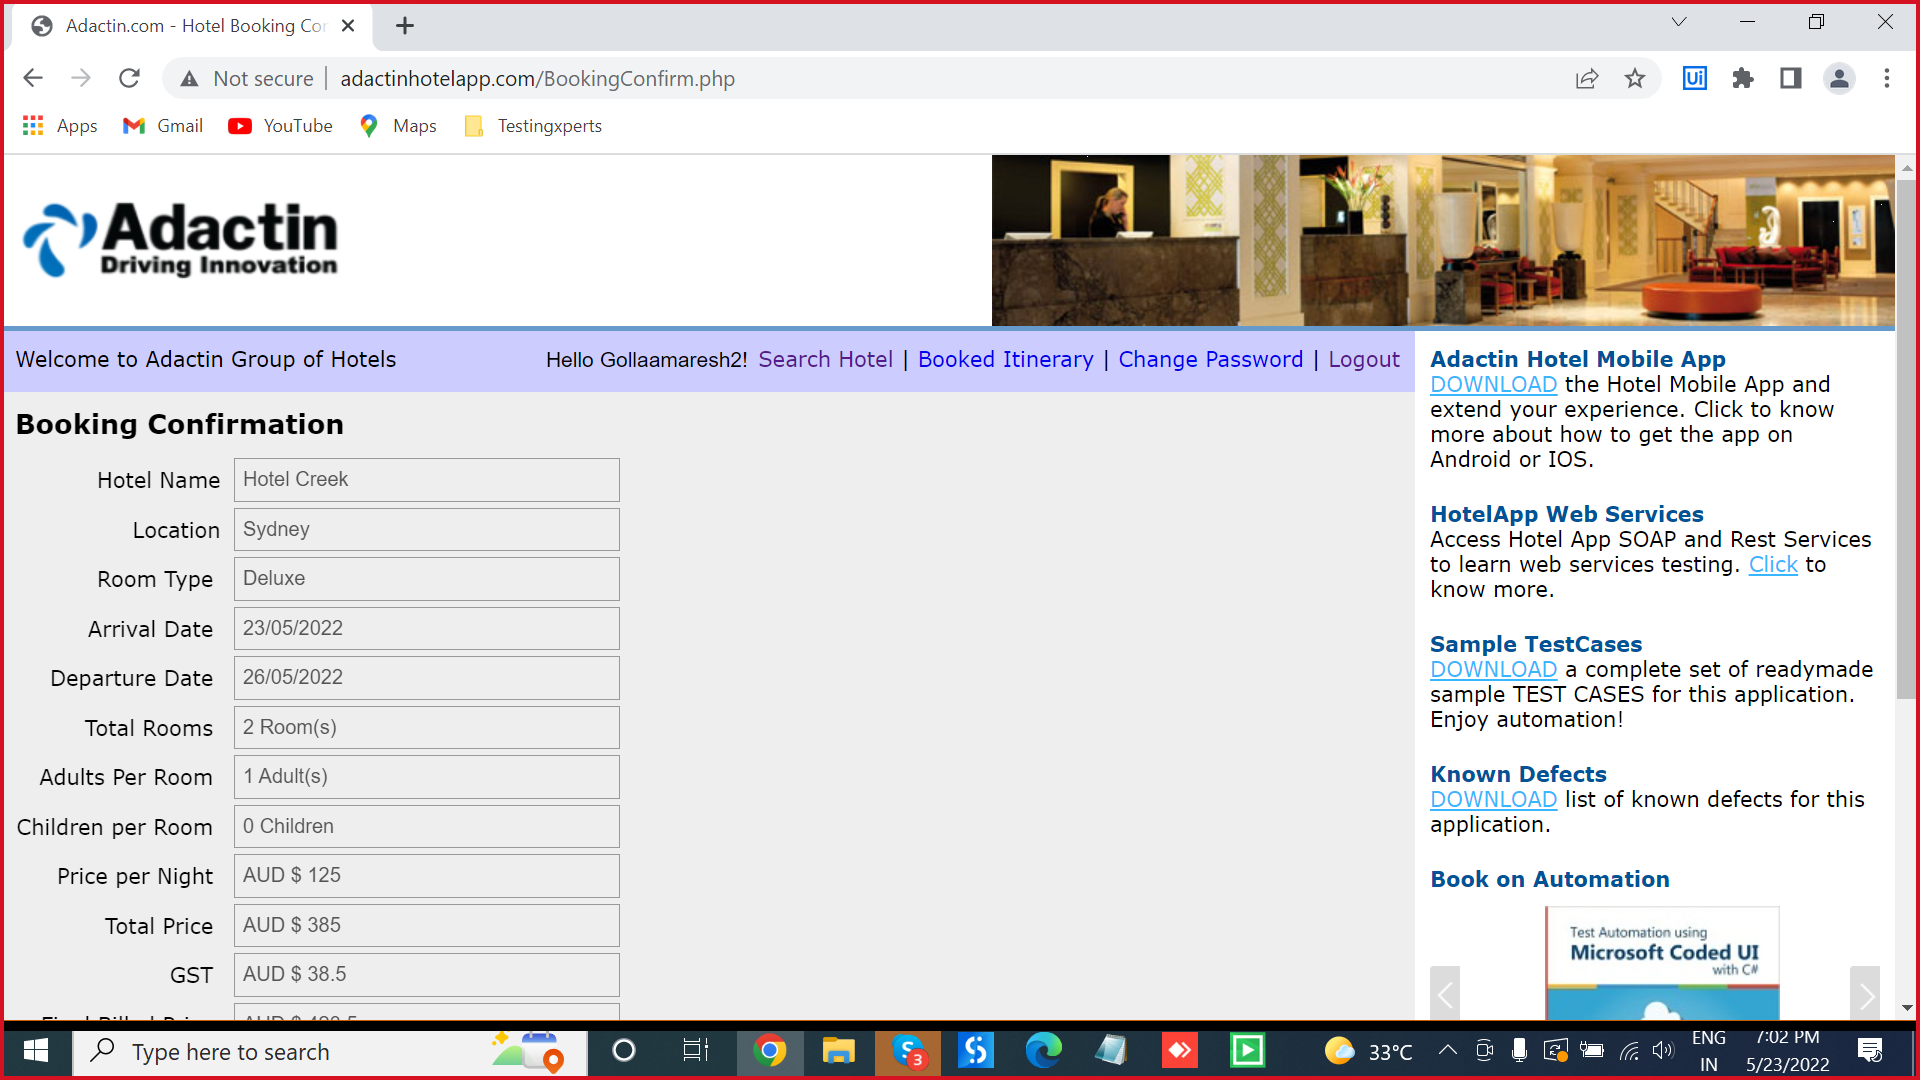 Adactin.com - Hotel Booking Cor
Not secure
adactinhotelapp.com/BookingConfirm.php
Ui
Apps
Gmail
YouTube
Maps
Testingxperts
Adactin
Driving Innovation
Welcome to Adactin Group of Hotels
Hello Gollaamaresh2! Search Hotel | Booked Itinerary | Change Password | Logout
Booking Confirmation
Hotel Name Hotel Creek
Location Sydney
Room Type Deluxe
Arrival Date 23/05/2022
Departure Date 26/05/2022
Total Rooms 2 Room(s)
Adults Per Room 1 Adult(s)
Children per Room 0 Children
Price per Night AUD $ 125
Total Price AUD $ 385
GST AUD $ 38.5
Adactin Hotel Mobile App
DOWNLOAD the Hotel Mobile App and
extend your experience. Click to know
more about how to get the app on
Android or IOS.
HotelApp Web Services
Access Hotel App SOAP and Rest Services
to learn web services testing. Click to
know more.
Sample TestCases
DOWNLOAD a complete set of readymade
sample TEST CASES for this application.
Enjoy automation!
Known Defects
DOWNLOAD list of known defects for this
application.
Book on Automation
Test Automation using
Microsoft Coded UI
with C#
Type here to search
3
33°C
ENG
IN
7:02 PM
5/23/2022